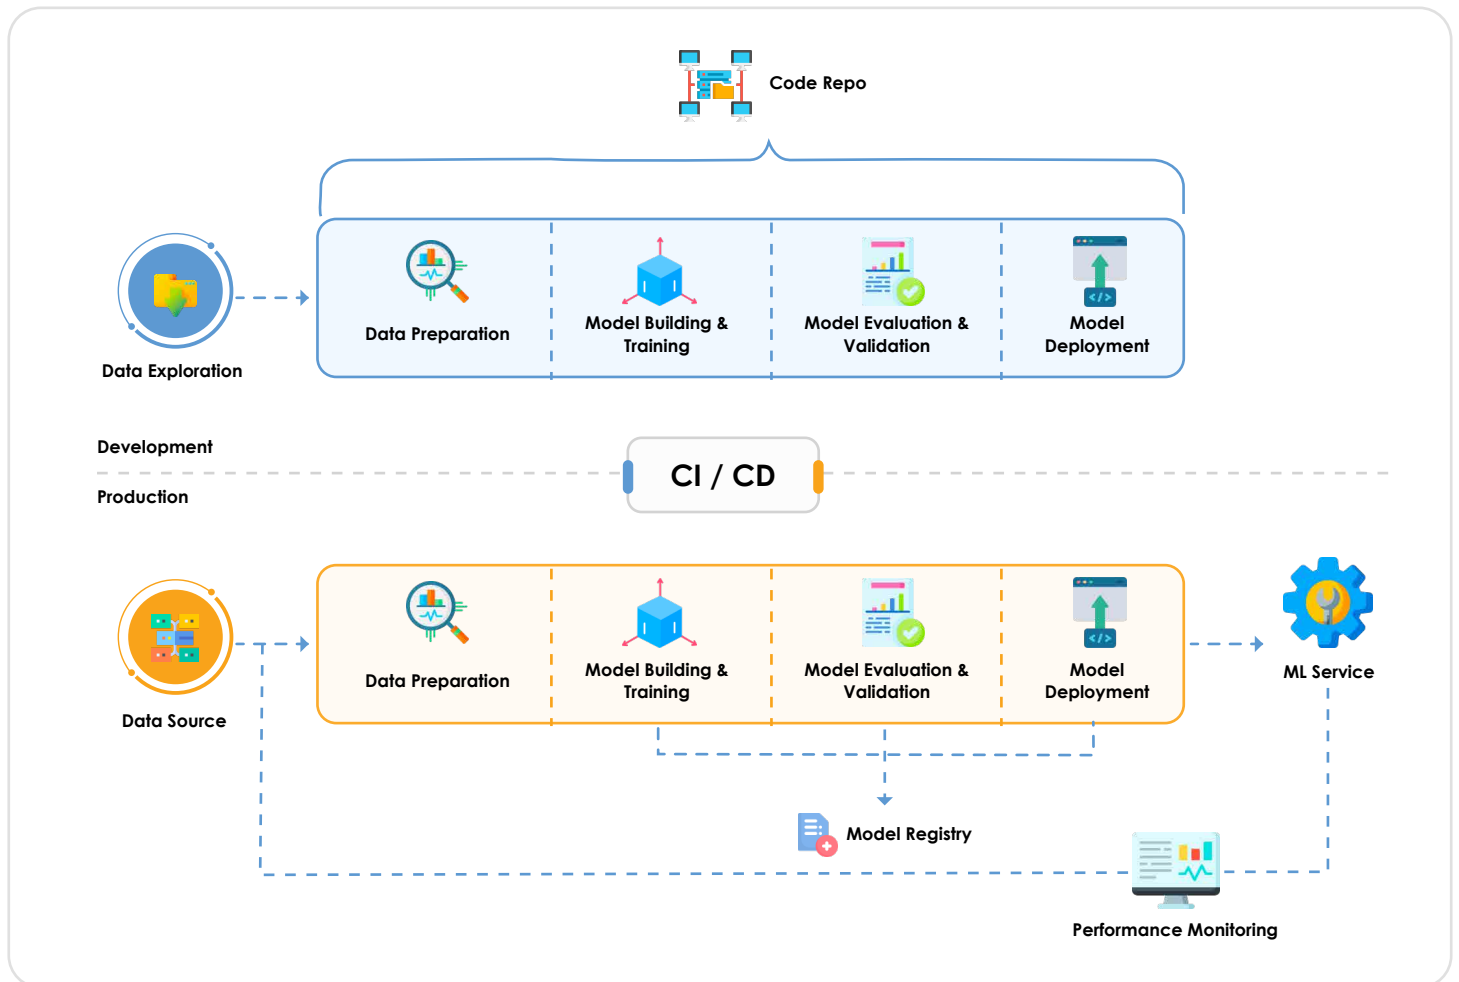 Code Repo
Data Preparation
Model Building &
Training
Model Evaluation &
Validation
Model
Deployment
Data Exploration
Development
CI / CD
Production
Data Preparation
Model Building &
Training
Model Evaluation &
Validation
Model
Deployment
ML Service
Data Source
Model Registry
Performance Monitoring